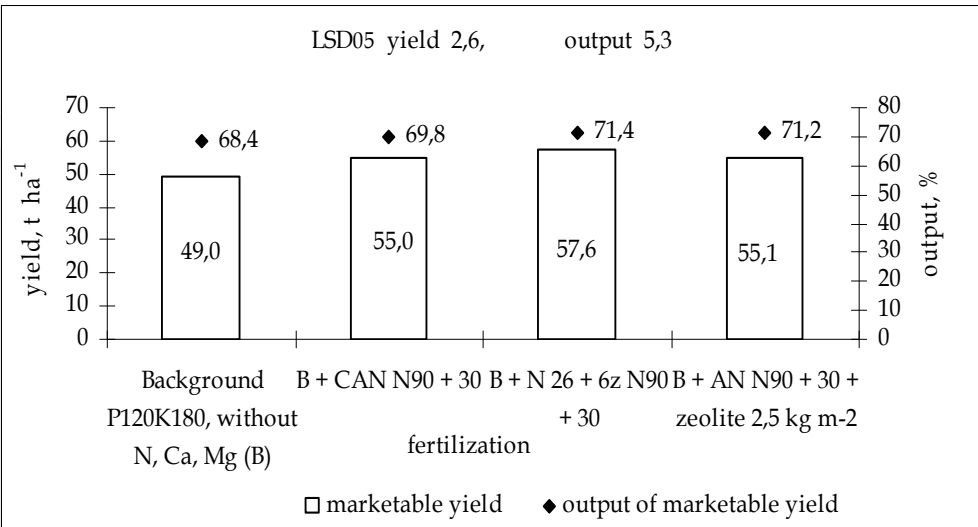 LSD05 yield 2,6, output 5,3
yield, t ha-1
70
60
50
40
30
20
10
0
68,4
69,8
71,4
71,2
49,0
55,0
57,6
55,1
80
70
60
50
40
30
20
10
0
output, %
Background
P120K180, without
N, Ca, Mg (B)
B + CAN N90 + 30
B + N 26 + 6z N90
+ 30
B + AN N90 + 30 +
zeolite 2,5 kg m-2
fertilization
marketable yield
output of marketable yield